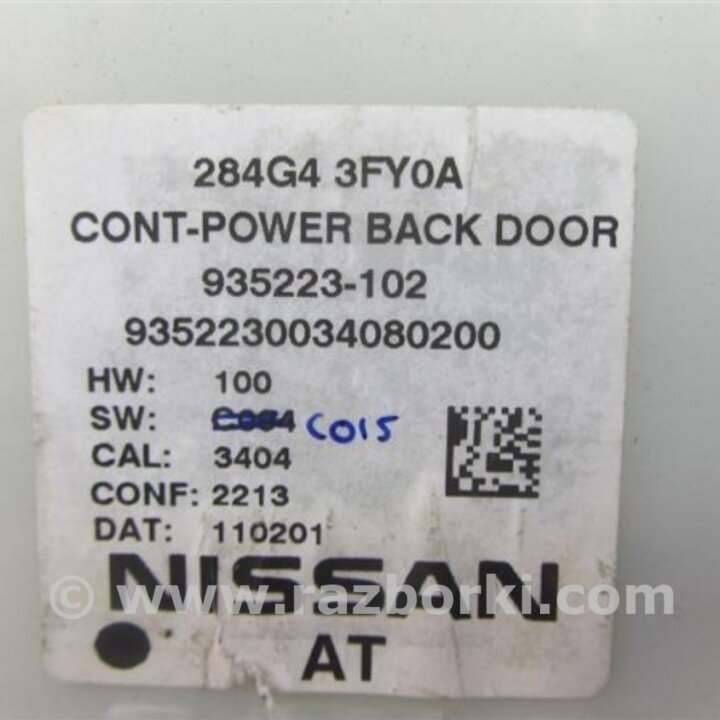 284G4 3FY0A
CONT-POWER BACK DOOR
935223-102
9352230034080200
HW: 100
SW: C015
CAL: 3404
CONF: 2213
DAT: 110201
NISSAN
© www.razborki.com
AT